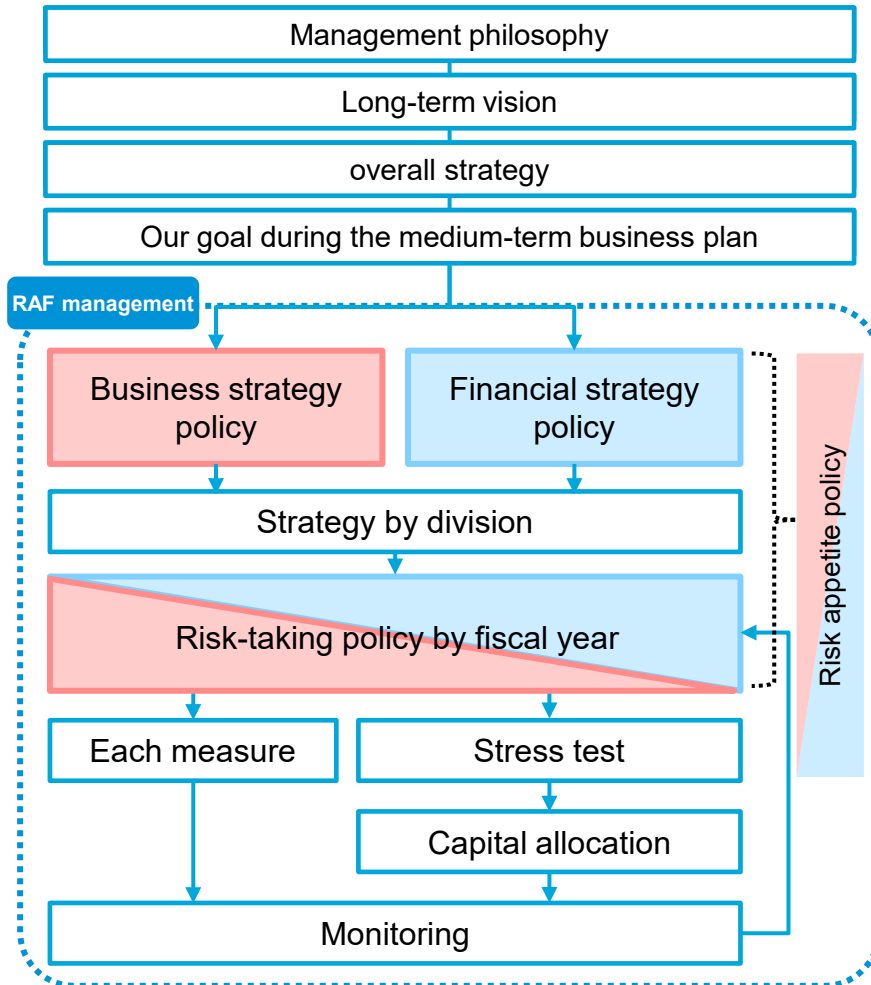 Management philosophy
Long-term vision
overall strategy
Our goal during the medium-term business plan
RAF management
Business strategy
policy
Financial strategy
policy
Strategy by division
Risk-taking policy by fiscal year
Risk appetite policy
Each measure
Stress test
Capital allocation
Monitoring